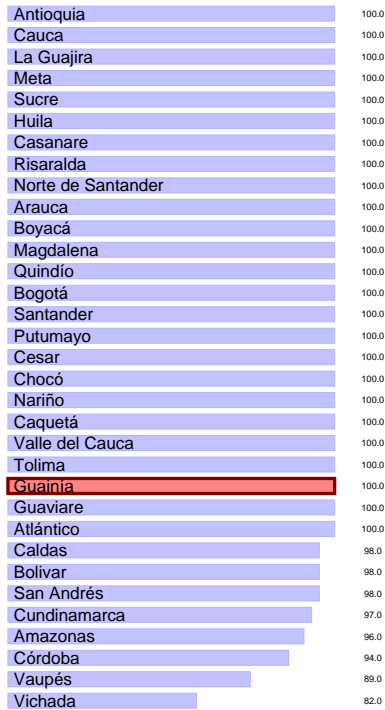 Antioquia 100.0
Cauca 100.0
La Guajira 100.0
Meta 100.0
Sucre 100.0
Huila 100.0
Casanare 100.0
Risaralda 100.0
Norte de Santander 100.0
Arauca 100.0
Boyacá 100.0
Magdalena 100.0
Quindío 100.0
Bogotá 100.0
Santander 100.0
Putumayo 100.0
Cesar 100.0
Chocó 100.0
Nariño 100.0
Caquetá 100.0
Valle del Cauca 100.0
Tolima 100.0
Guainía 100.0
Guaviare 100.0
Atlántico 100.0
Caldas 98.0
Bolivar 98.0
San Andrés 98.0
Cundinamarca 97.0
Amazonas 96.0
Córdoba 94.0
Vaupés 89.0
Vichada 82.0